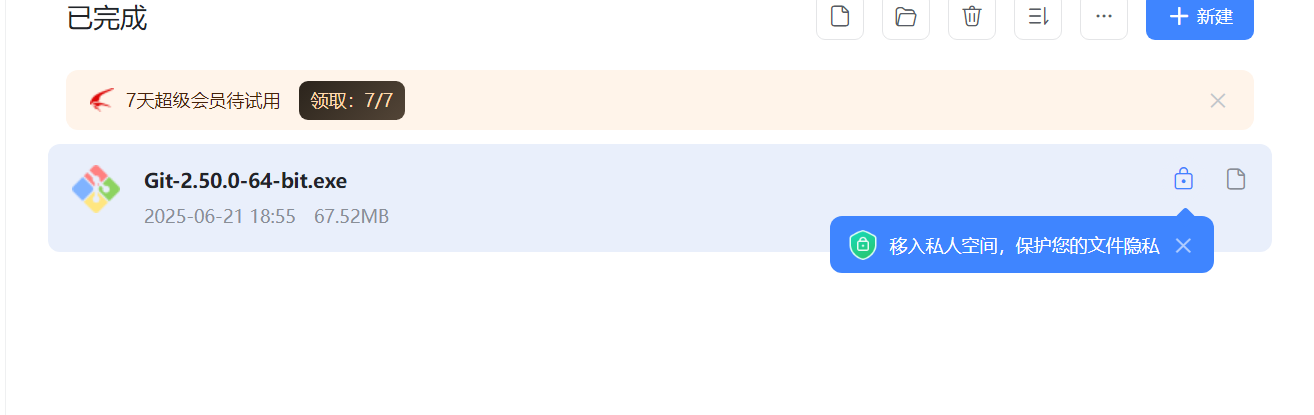 已完成
新建
7天超级会员待试用 领取：7/7
Git-2.50.0-64-bit.exe
2025-06-21 18:55 67.52MB
移入私人空间，保护您的文件隐私